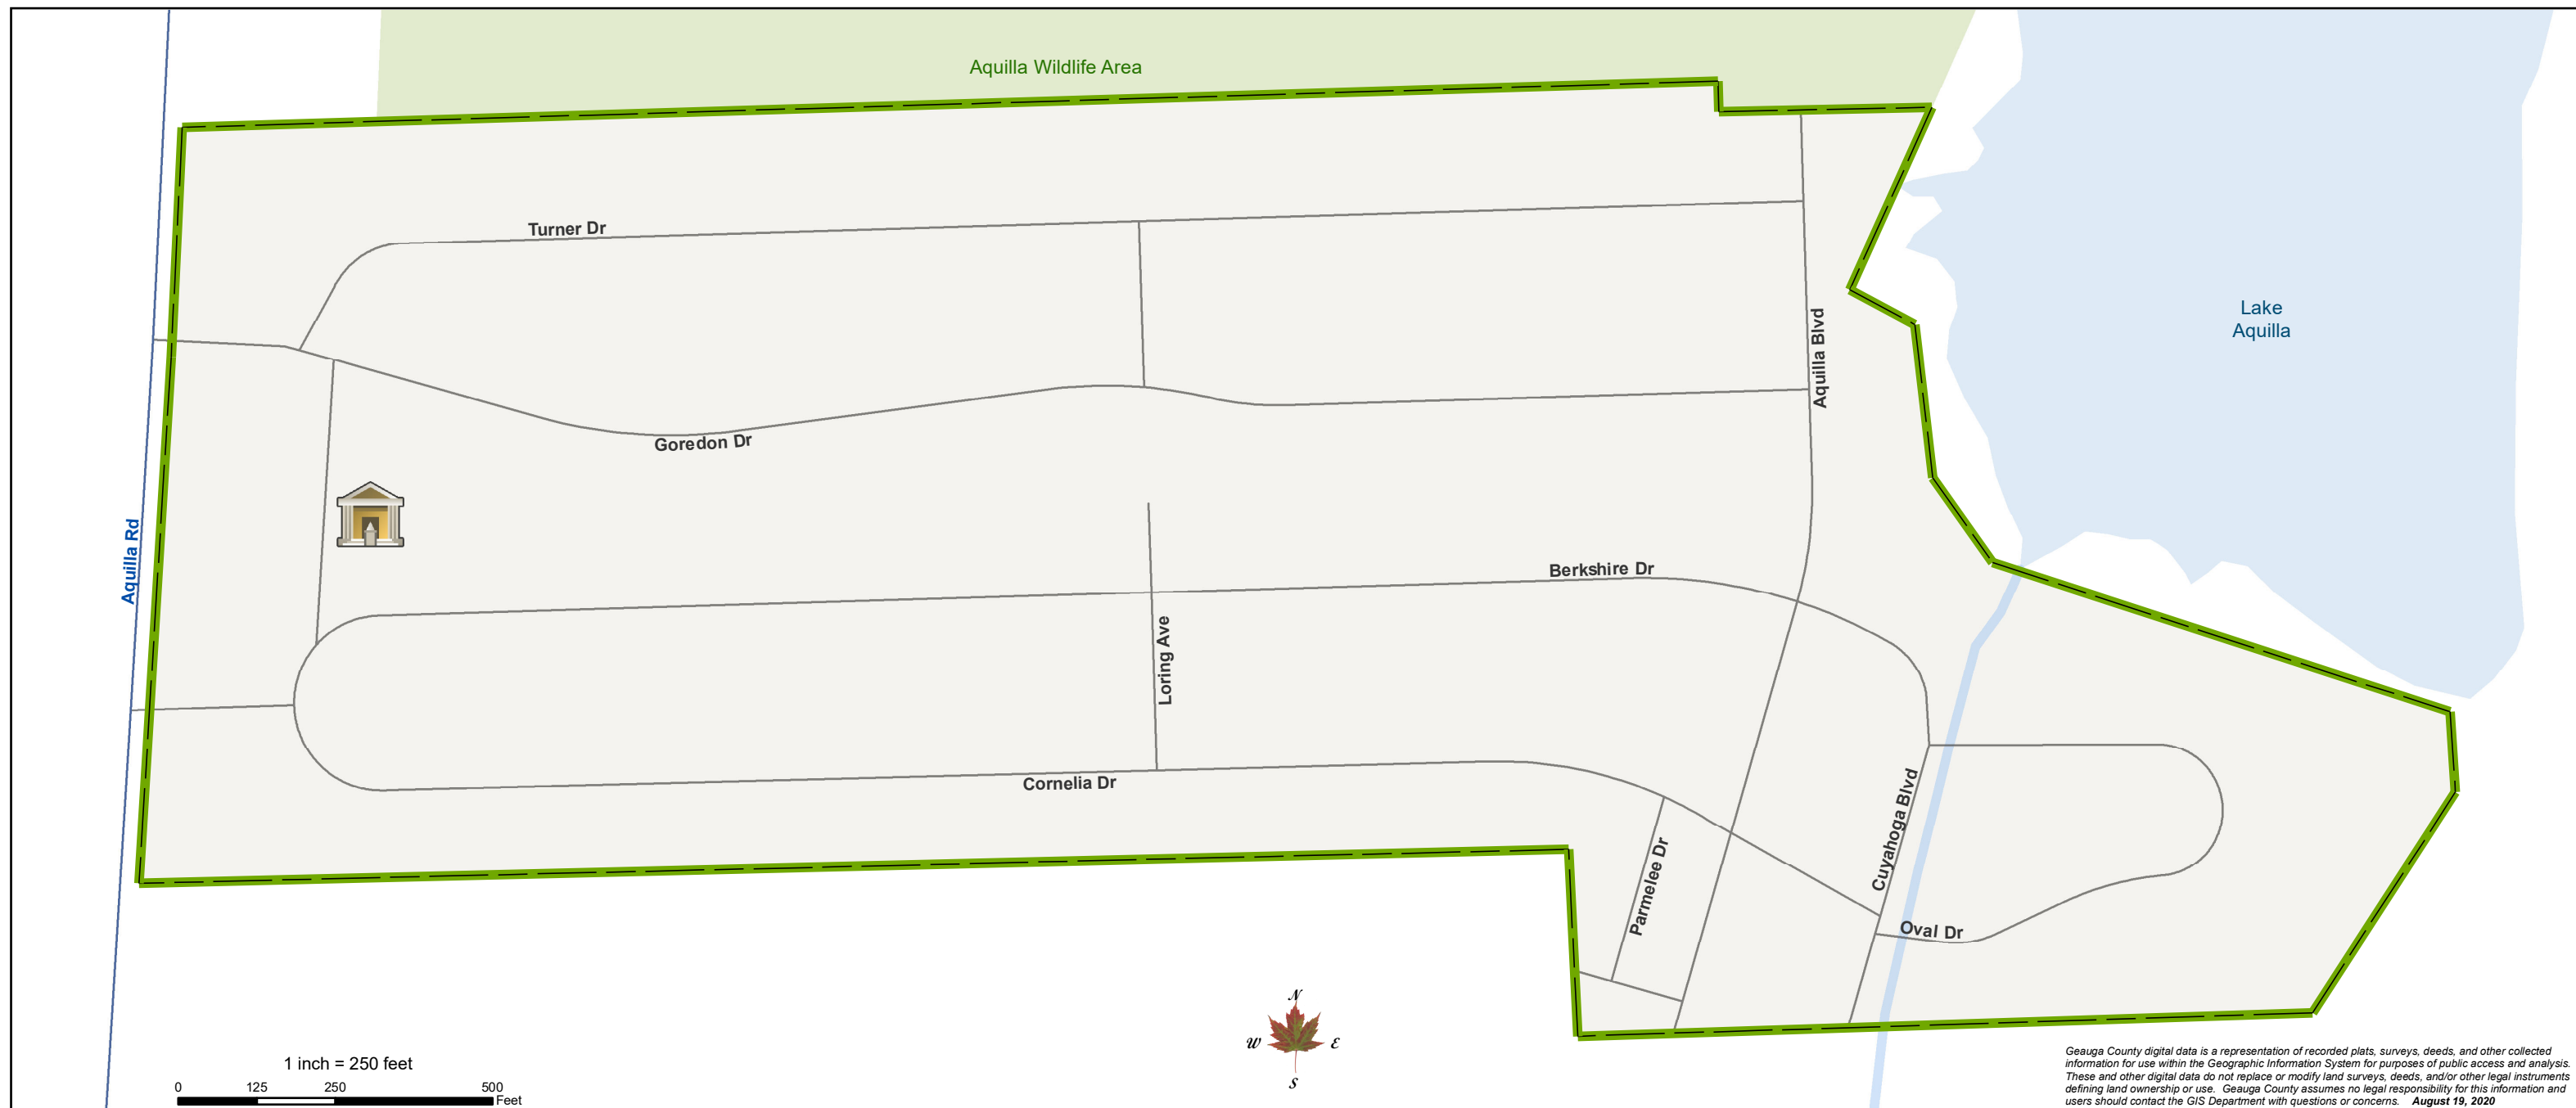 Aquilla Wildlife Area
Turner Dr
Lake
Aquilla
Aquilla Blvd
Goredon Dr
Aquilla Rd
Berkshire Dr
Loring Ave
Cornelia Dr
Cuyahoga Blvd
Parmelee Dr
Oval Dr
N
W E
S
1 inch = 250 feet
0 125 250 500
Feet
Geauga County digital data is a representation of recorded plats, surveys, deeds, and other collected
information for use within the Geographic Information System for purposes of public access and analysis.
These and other digital data do not replace or modify land surveys, deeds, and/or other legal instruments
defining land ownership or use. Geauga County assumes no legal responsibility for this information and
users should contact the GIS Department with questions or concerns. August 19, 2020